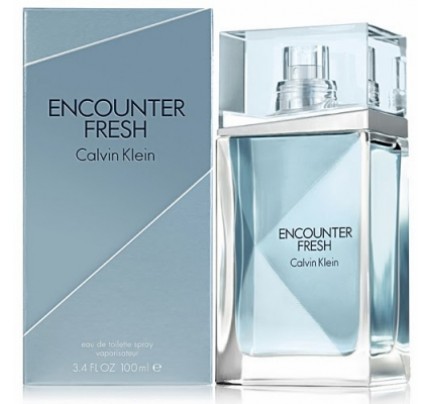 ENCOUNTER
FRESH
Calvin Klein
eau de toilette spray
vaporisateur
3.4 FL OZ 100ml e
ENCOUNTER
FRESH
Calvin Klein